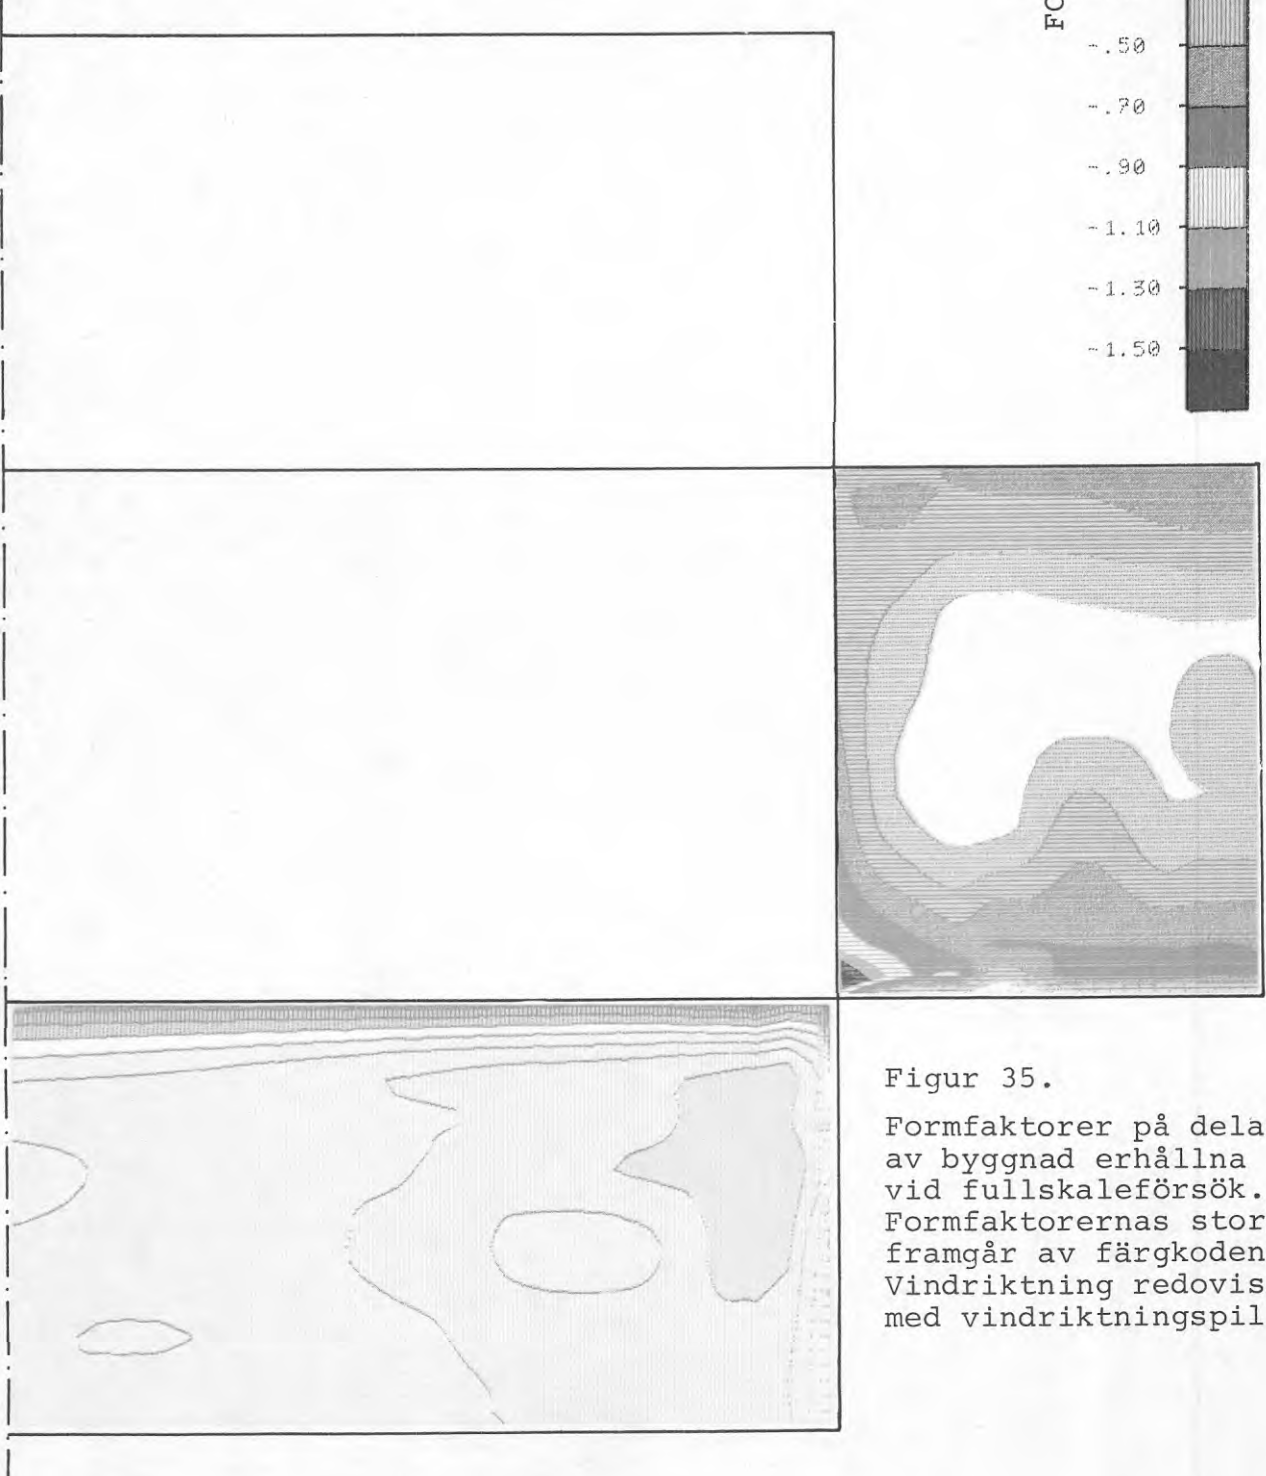 FO
-.50
-.70
-.90
-1.10
-1.30
-1.50
Figur 35.
Formfaktorer på dela
av byggnad erhållna
vid fullskaleförsök.
Formfaktorernas stor
framgår av färgkoden
Vindriktning redovis
med vindriktningspil